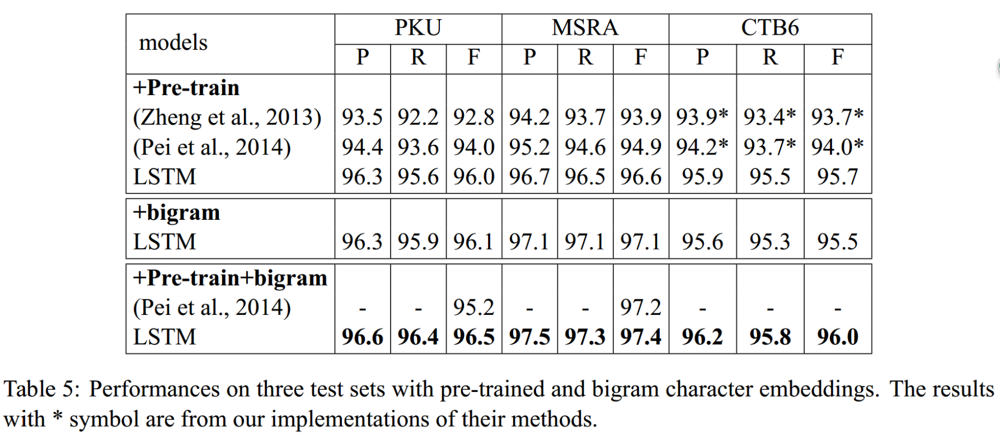 models PKU MSRA CTB6
P R F P R F P R F
+Pre-train
(Zheng et al., 2013) 93.5 92.2 92.8 94.2 93.7 93.9 93.9* 93.4* 93.7*
(Pei et al., 2014) 94.4 93.6 94.0 95.2 94.6 94.9 94.2* 93.7* 94.0*
LSTM 96.3 95.6 96.0 96.7 96.5 96.6 95.9 95.5 95.7
+bigram
LSTM 96.3 95.9 96.1 97.1 97.1 97.1 95.6 95.3 95.5
+Pre-train+bigram
(Pei et al., 2014) - - 95.2 - - 97.2 - - -
LSTM 96.6 96.4 96.5 97.5 97.3 97.4 96.2 95.8 96.0
Table 5: Performances on three test sets with pre-trained and bigram character embeddings. The results
with * symbol are from our implementations of their methods.